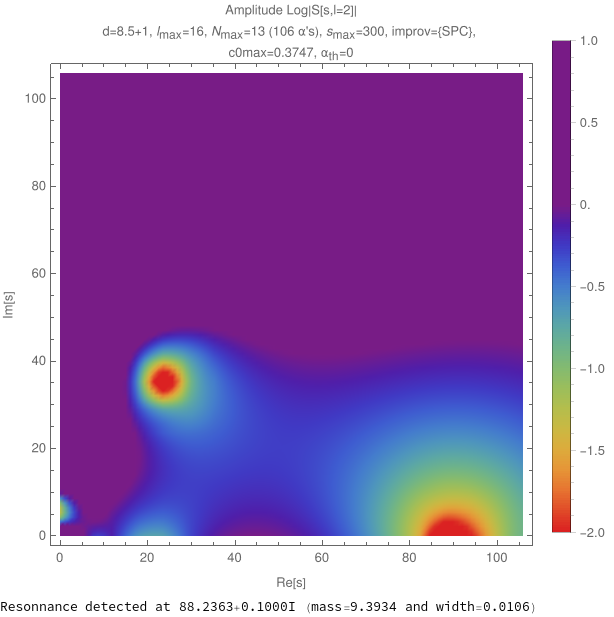 Amplitude Log|S[s,l=2]|
d=8.5+1, lmax=16, Nmax=13 (106 α's), smax=300, improv={SPC},
c0max=0.3747, αth=0
1.0
0.5
0.
-0.5
-1.0
-1.5
-2.0
100
80
60
40
20
0
Im[s]
0 20 40 60 80 100
Re[s]
Resonnance detected at 88.2363+0.1000I (mass=9.3934 and width=0.0106)